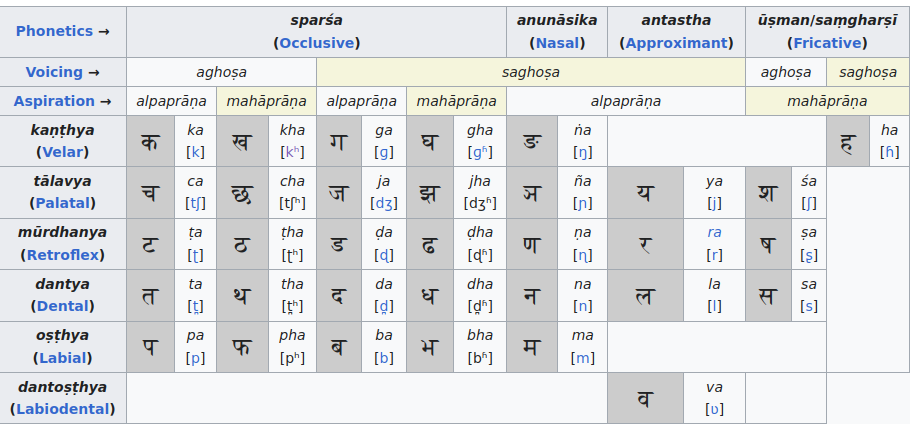 Phonetics → sparśa anunāsika antastha ūṣman/saṃgharṣī
(Occlusive) (Nasal) (Approximant) (Fricative)
Voicing → aghoṣa saghoṣa aghoṣa saghoṣa
Aspiration → alpaprāṇa mahāprāṇa alpaprāṇa mahāprāṇa alpaprāṇa mahāprāṇa
kaṇṭhya क ka ख kha ग ga घ gha ङ ṅa ह ha
(Velar) [k] [kʰ] [ɡ] [ɡʱ] [ŋ] [ɦ]
tālavya च ca छ cha ज ja झ jha ञ ña य ya श śa
(Palatal) [tʃ] [tʃʰ] [dʒ] [dʒʱ] [ɲ] [j] [ʃ]
mūrdhanya ट ṭa ठ ṭha ड ḍa ढ ḍha ण ṇa र ra ष ṣa
(Retroflex) [ʈ] [ʈʰ] [ɖ] [ɖʱ] [ɳ] [r] [ʂ]
dantya त ta थ tha द da ध dha न na ल la स sa
(Dental) [t̪] [t̪ʰ] [d̪] [d̪ʱ] [n] [l] [s]
oṣṭhya प pa फ pha ब ba भ bha म ma
(Labial) [p] [pʰ] [b] [bʱ] [m]
dantoṣṭhya व va
(Labiodental) [ʋ]